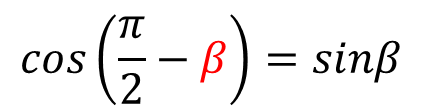 cos(π/2 − β) = sinβ